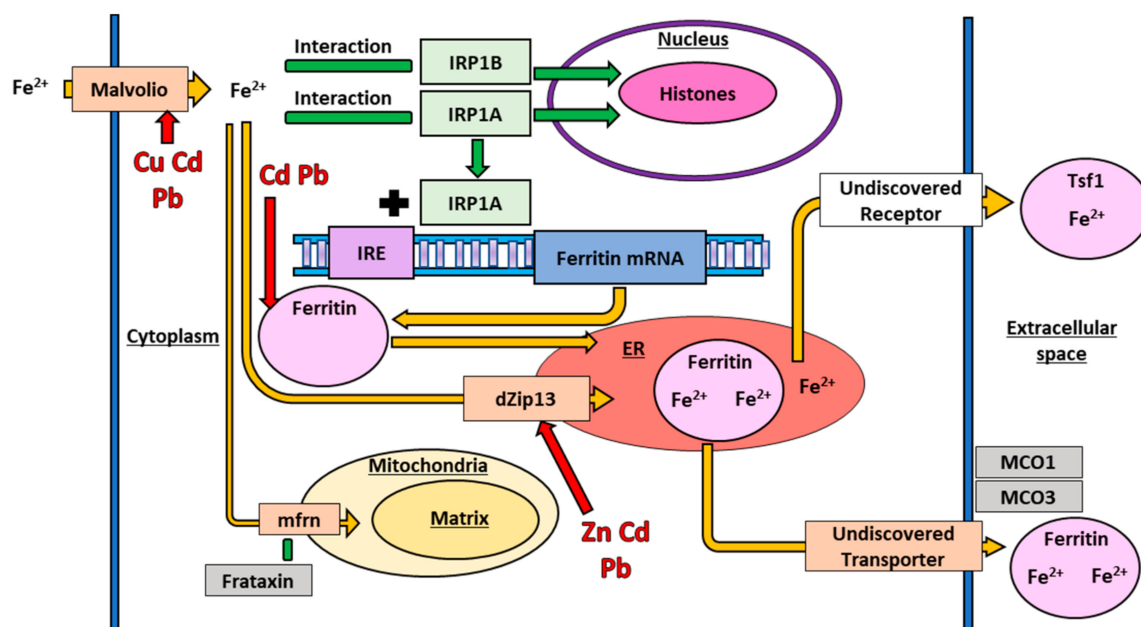 Fe²⁺
Malvolio
Fe²⁺
Cu Cd
Pb
Interaction
IRP1B
Interaction
IRP1A
Nucleus
Histones
Cd Pb
IRP1A
IRE
Ferritin mRNA
Undiscovered
Receptor
Tsf1
Fe²⁺
Cytoplasm
Ferritin
ER
Ferritin
Fe²⁺ Fe²⁺
Fe²⁺
Extracellular
space
dZip13
Mitochondria
Matrix
mfrn
Frataxin
Zn Cd
Pb
MCO1
MCO3
Undiscovered
Transporter
Ferritin
Fe²⁺ Fe²⁺